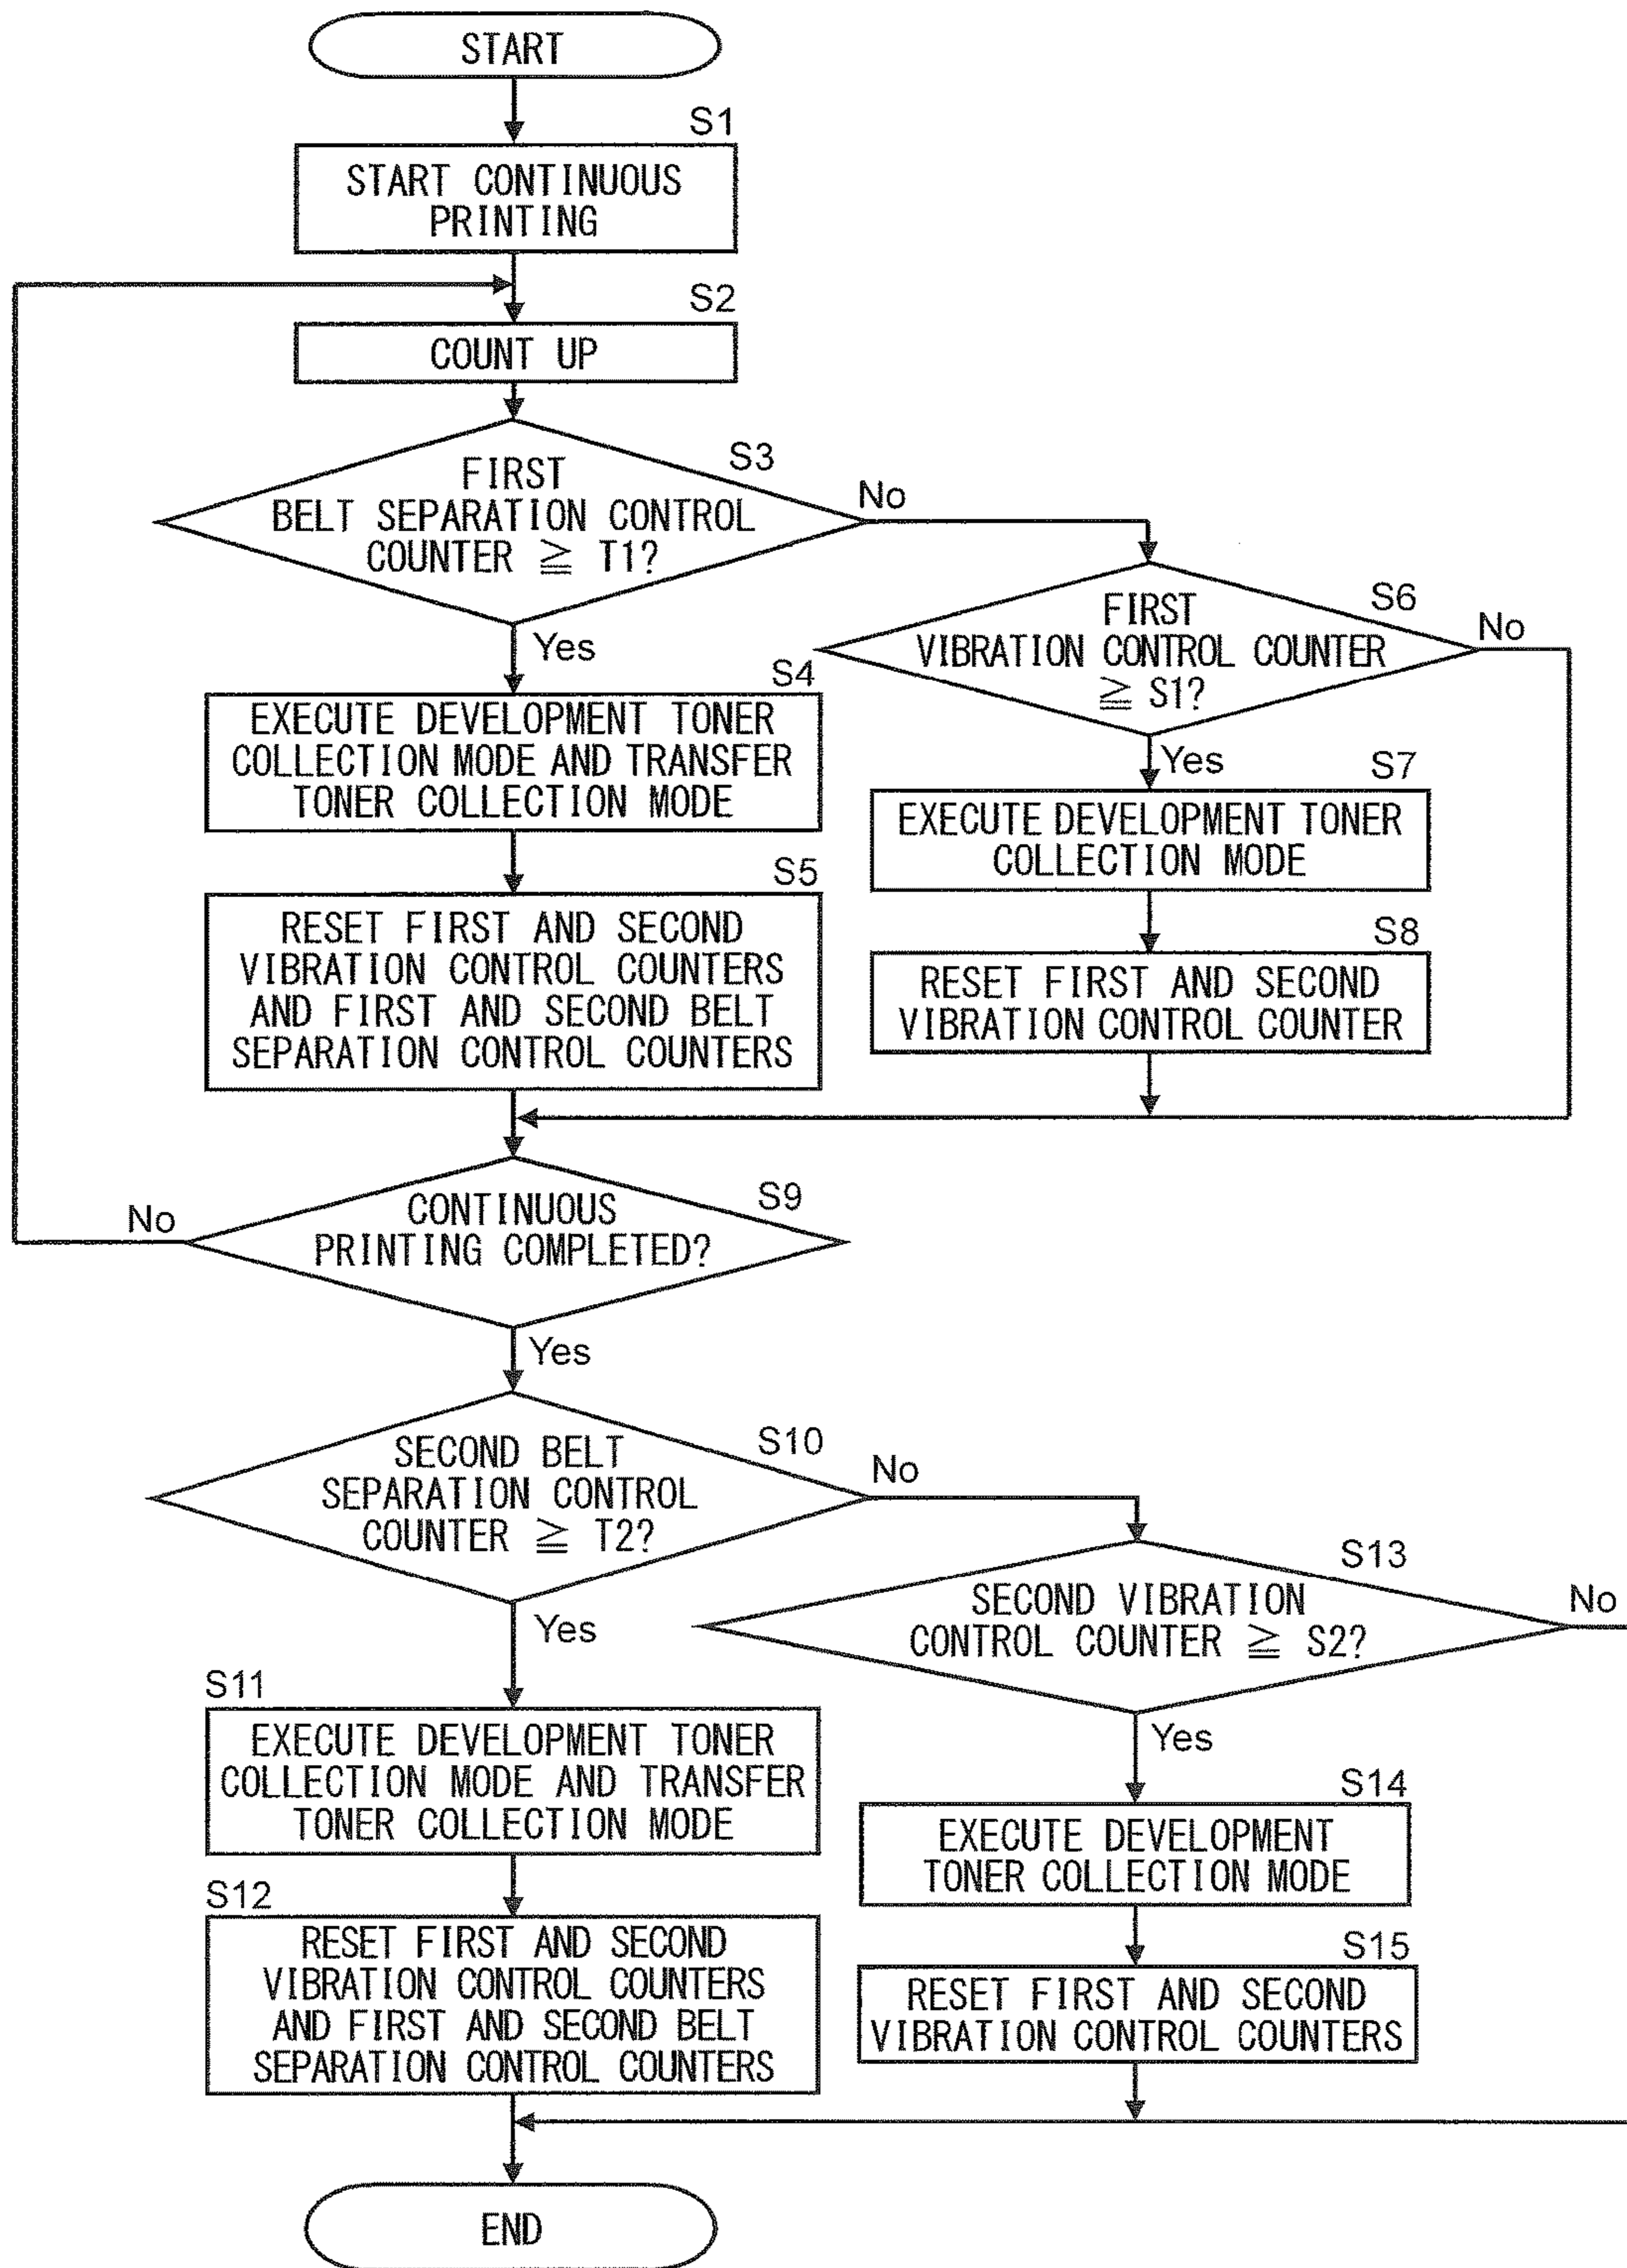 START
S1
START CONTINUOUS
PRINTING
S2
COUNT UP
S3
FIRST
BELT SEPARATION CONTROL
COUNTER ≧ T1?
No
Yes
S6
FIRST
VIBRATION CONTROL COUNTER
≧ S1?
No
Yes
S4
EXECUTE DEVELOPMENT TONER
COLLECTION MODE AND TRANSFER
TONER COLLECTION MODE
S7
EXECUTE DEVELOPMENT TONER
COLLECTION MODE
S5
RESET FIRST AND SECOND
VIBRATION CONTROL COUNTERS
AND FIRST AND SECOND BELT
SEPARATION CONTROL COUNTERS
S8
RESET FIRST AND SECOND
VIBRATION CONTROL COUNTER
S9
CONTINUOUS
PRINTING COMPLETED?
No
Yes
S10
SECOND BELT
SEPARATION CONTROL
COUNTER ≧ T2?
No
Yes
S13
SECOND VIBRATION
CONTROL COUNTER ≧ S2?
No
Yes
S11
EXECUTE DEVELOPMENT TONER
COLLECTION MODE AND TRANSFER
TONER COLLECTION MODE
S14
EXECUTE DEVELOPMENT
TONER COLLECTION MODE
S12
RESET FIRST AND SECOND
VIBRATION CONTROL COUNTERS
AND FIRST AND SECOND BELT
SEPARATION CONTROL COUNTERS
S15
RESET FIRST AND SECOND
VIBRATION CONTROL COUNTERS
END